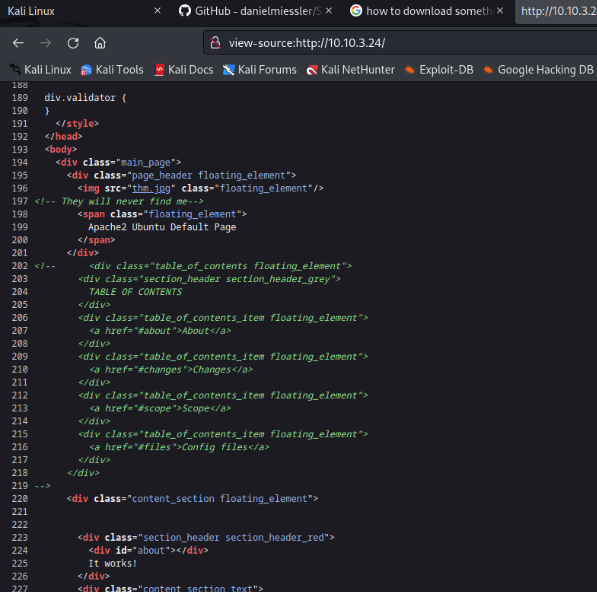 Kali Linux
GitHub - danielmiessler/S
how to download someth
http://10.10.3.2
view-source:http://10.10.3.24/
Kali Linux Kali Tools Kali Docs Kali Forums Kali NetHunter Exploit-DB Google Hacking DB
188
189 div.validator {
190 }
191 </style>
192 </head>
193 <body>
194 <div class="main_page">
195 <div class="page_header floating_element">
196 <img src="thm.jpg" class="floating_element"/>
197 <!-- They will never find me-->
198 <span class="floating_element">
199 Apache2 Ubuntu Default Page
200 </span>
201 </div>
202 <!-- <div class="table_of_contents floating_element">
203 <div class="section_header section_header_grey">
204 TABLE OF CONTENTS
205 </div>
206 <div class="table_of_contents_item floating_element">
207 <a href="#about">About</a>
208 </div>
209 <div class="table_of_contents_item floating_element">
210 <a href="#changes">Changes</a>
211 </div>
212 <div class="table_of_contents_item floating_element">
213 <a href="#scope">Scope</a>
214 </div>
215 <div class="table_of_contents_item floating_element">
216 <a href="#files">Config files</a>
217 </div>
218 </div>
219 -->
220 <div class="content_section floating_element">
221
222
223 <div class="section_header section_header_red">
224 <div id="about"></div>
225 It works!
226 </div>
227 <div class="content_section_text">